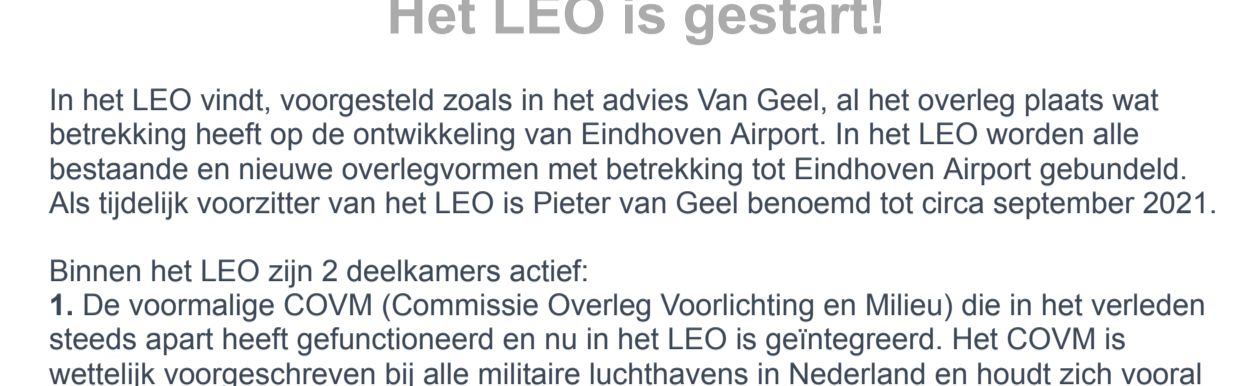 Het LEO is gestart!
In het LEO vindt, voorgesteld zoals in het advies Van Geel, al het overleg plaats wat
betrekking heeft op de ontwikkeling van Eindhoven Airport. In het LEO worden alle
bestaande en nieuwe overlegvormen met betrekking tot Eindhoven Airport gebundeld.
Als tijdelijk voorzitter van het LEO is Pieter van Geel benoemd tot circa september 2021.
Binnen het LEO zijn 2 deelkamers actief:
1. De voormalige COVM (Commissie Overleg Voorlichting en Milieu) die in het verleden
steeds apart heeft gefunctioneerd en nu in het LEO is geïntegreerd. Het COVM is
wettelijk voorgeschreven bij alle militaire luchthavens in Nederland en houdt zich vooral